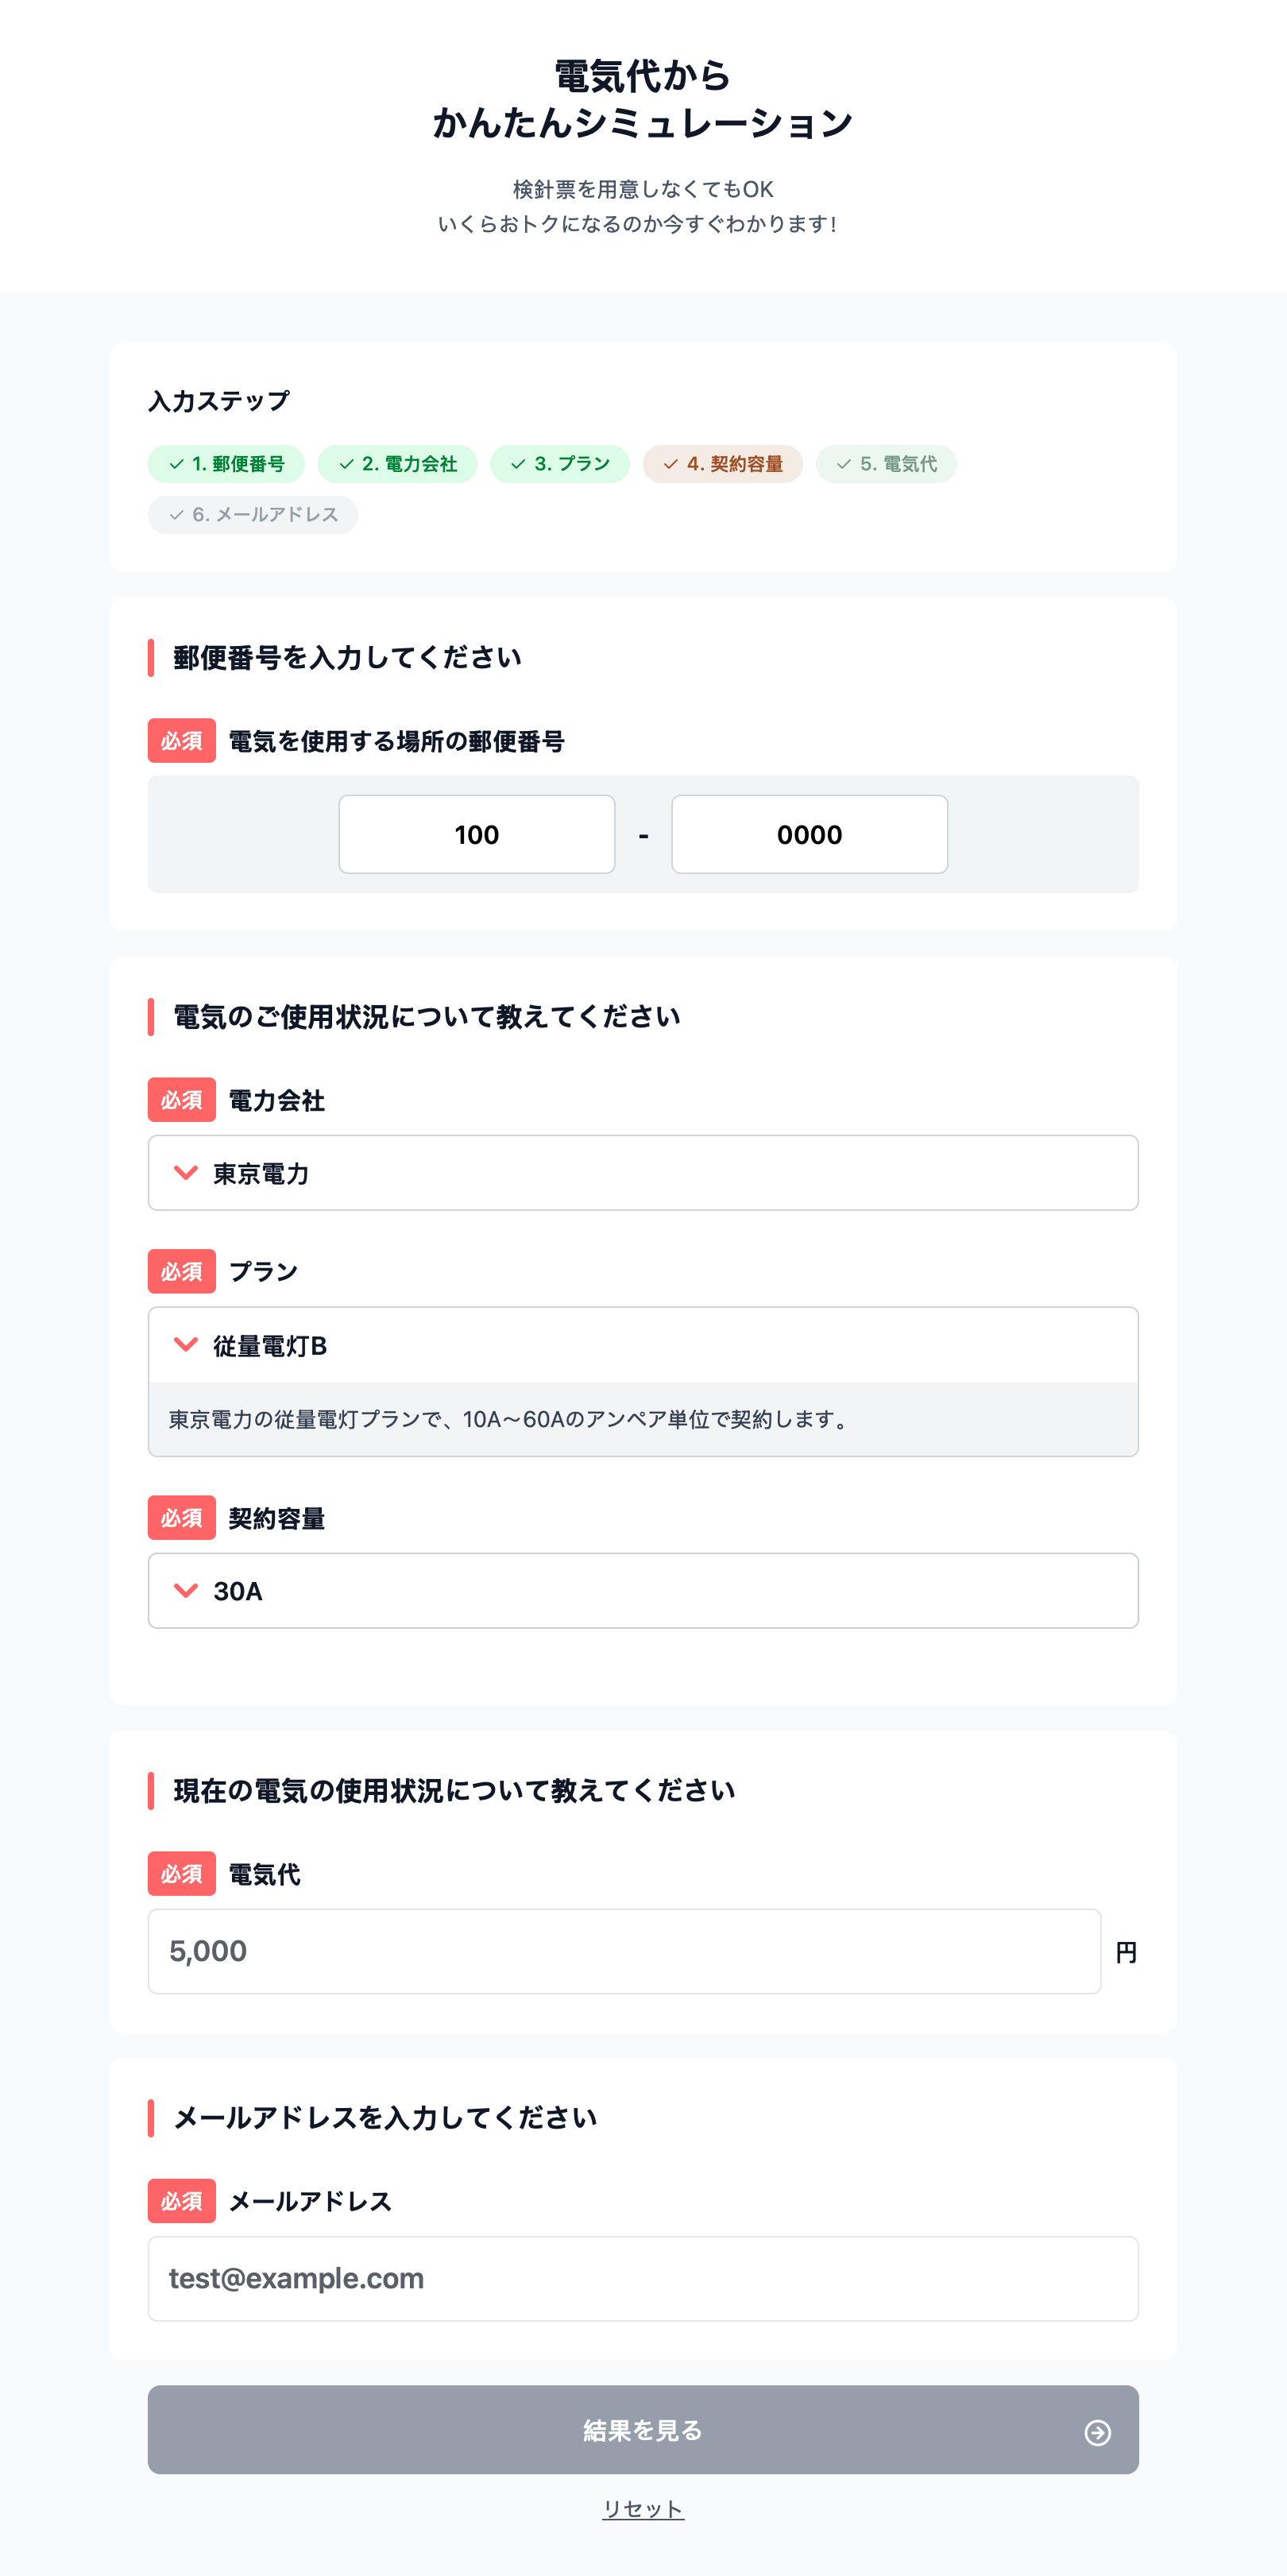 電気代から
かんたんシミュレーション
検針票を用意しなくてもOK
いくらおトクになるのか今すぐわかります!
入力ステップ
1. 郵便番号 2. 電力会社 3. プラン 4. 契約容量 5. 電気代
6. メールアドレス
郵便番号を入力してください
必須 電気を使用する場所の郵便番号
100 - 0000
電気のご使用状況について教えてください
必須 電力会社
東京電力
必須 プラン
従量電灯B
東京電力の従量電灯プランで、10A〜60Aのアンペア単位で契約します。
必須 契約容量
30A
現在の電気の使用状況について教えてください
必須 電気代
5,000 円
メールアドレスを入力してください
必須 メールアドレス
test@example.com
結果を見る
リセット